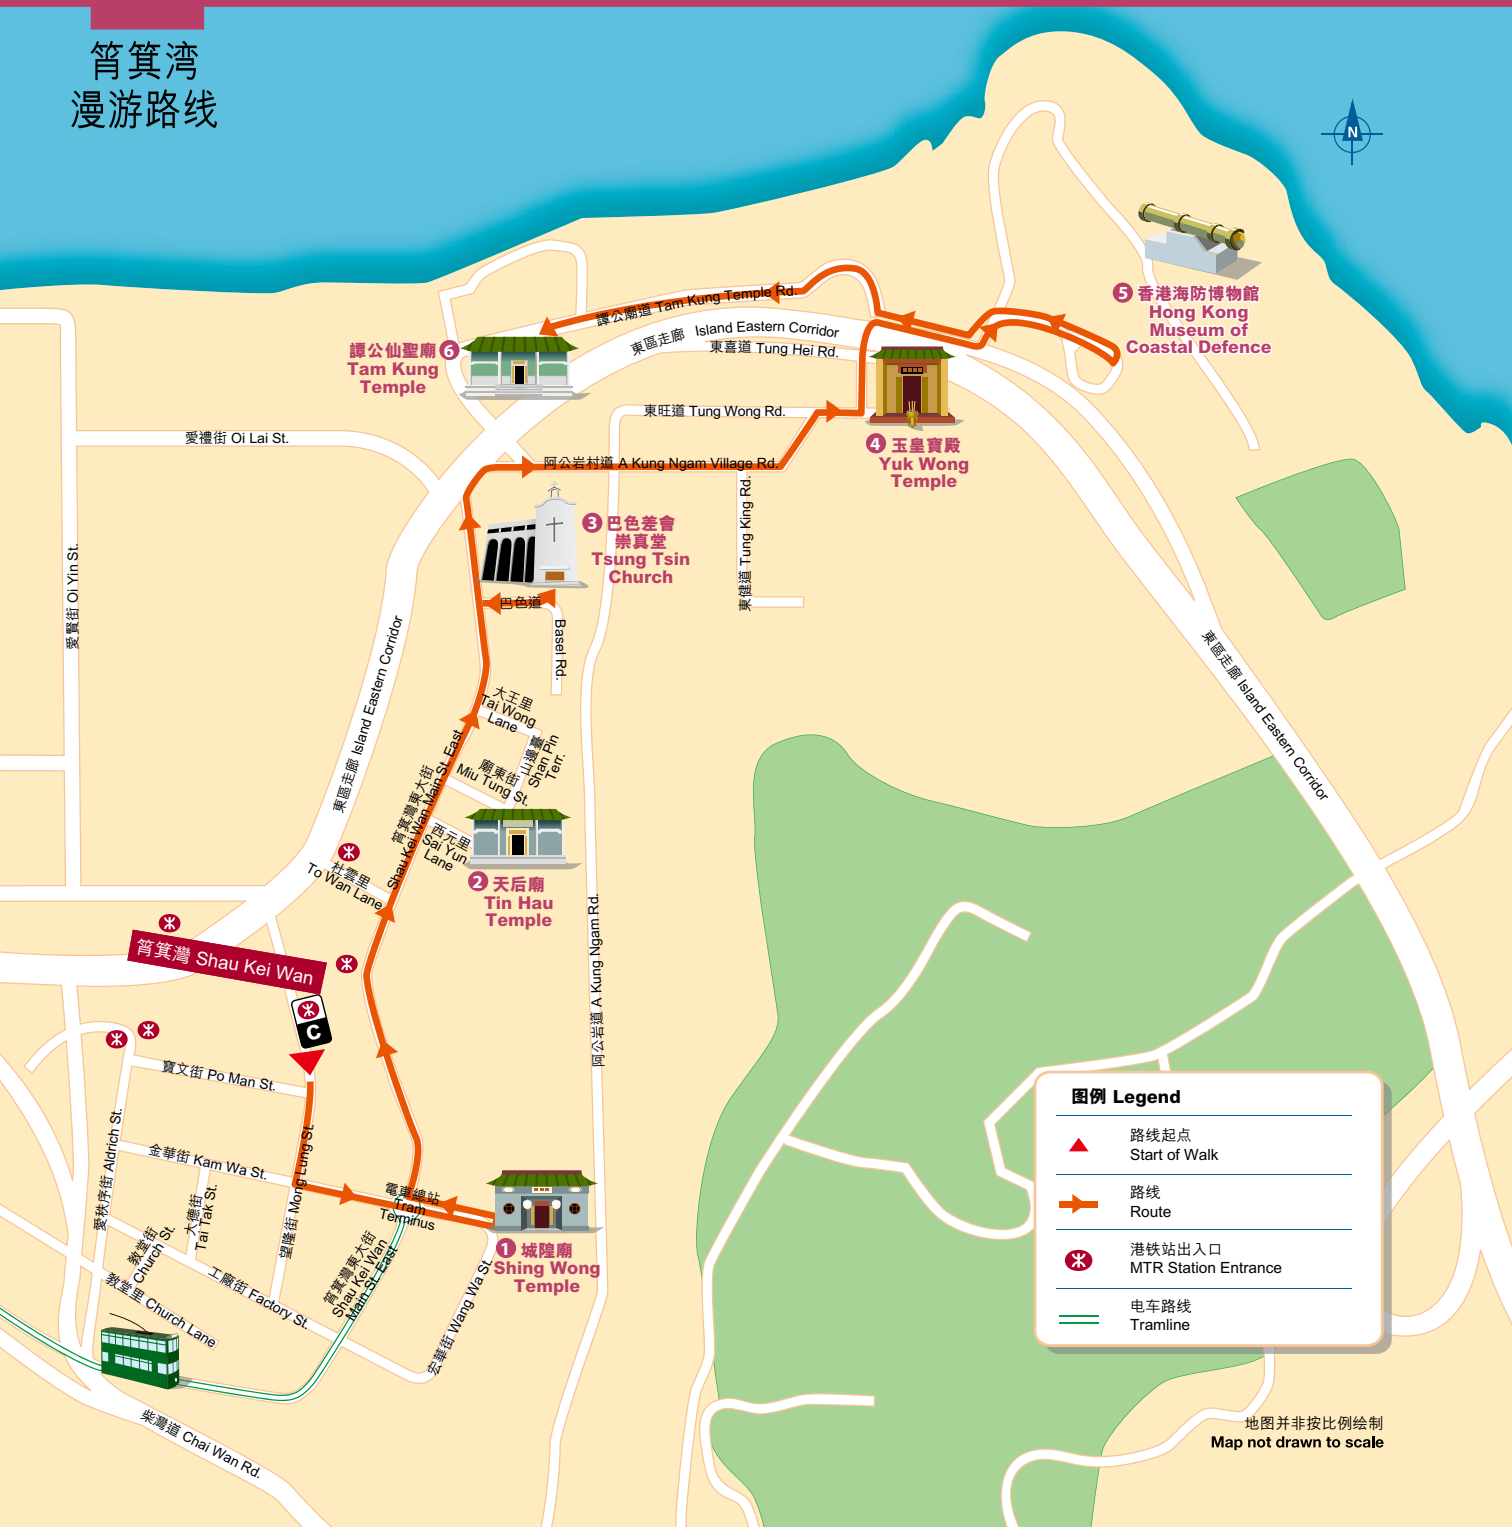 筲箕湾
漫游路线
N
5 香港海防博物館
Hong Kong
Museum of
Coastal Defence
譚公廟道 Tam Kung Temple Rd.
東區走廊 Island Eastern Corridor
東喜道 Tung Hei Rd.
譚公仙聖廟 6
Tam Kung
Temple
東旺道 Tung Wong Rd.
愛禮街 Oi Lai St.
4 玉皇寶殿
Yuk Wong
Temple
阿公岩村道 A Kung Ngam Village Rd.
東健道 Tung King Rd.
3 巴色差會
崇真堂
Tsung Tsin
Church
愛賢街 Oi Yin St.
巴色道
Basel Rd.
東區走廊 Island Eastern Corridor
東區走廊 Island Eastern Corridor
大王里
Tai Wong
Lane
山邊臺
Shan Pin
Terr.
廟東街
Miu Tung St.
筲箕灣東大街
Shau Kei Wan Main St. East
西元里
Sai Yun
Lane
杜雲里
To Wan Lane
2 天后廟
Tin Hau
Temple
阿公岩道 A Kung Ngam Rd.
筲箕灣 Shau Kei Wan
C
寶文街 Po Man St.
愛秩序街 Aldrich St.
金華街 Kam Wa St.
望隆街 Mong Lung St.
大德街
Tai Tak St.
教堂街
Church St.
教堂里 Church Lane
工廠街 Factory St.
電車總站
Tram
Terminus
筲箕灣東大街
Shau Kei Wan
Main St. East
1 城隍廟
Shing Wong
Temple
宏華街 Wang Wa St.
柴灣道 Chai Wan Rd.
图例 Legend
路线起点
Start of Walk
路线
Route
港铁站出入口
MTR Station Entrance
电车路线
Tramline
地图并非按比例绘制
Map not drawn to scale